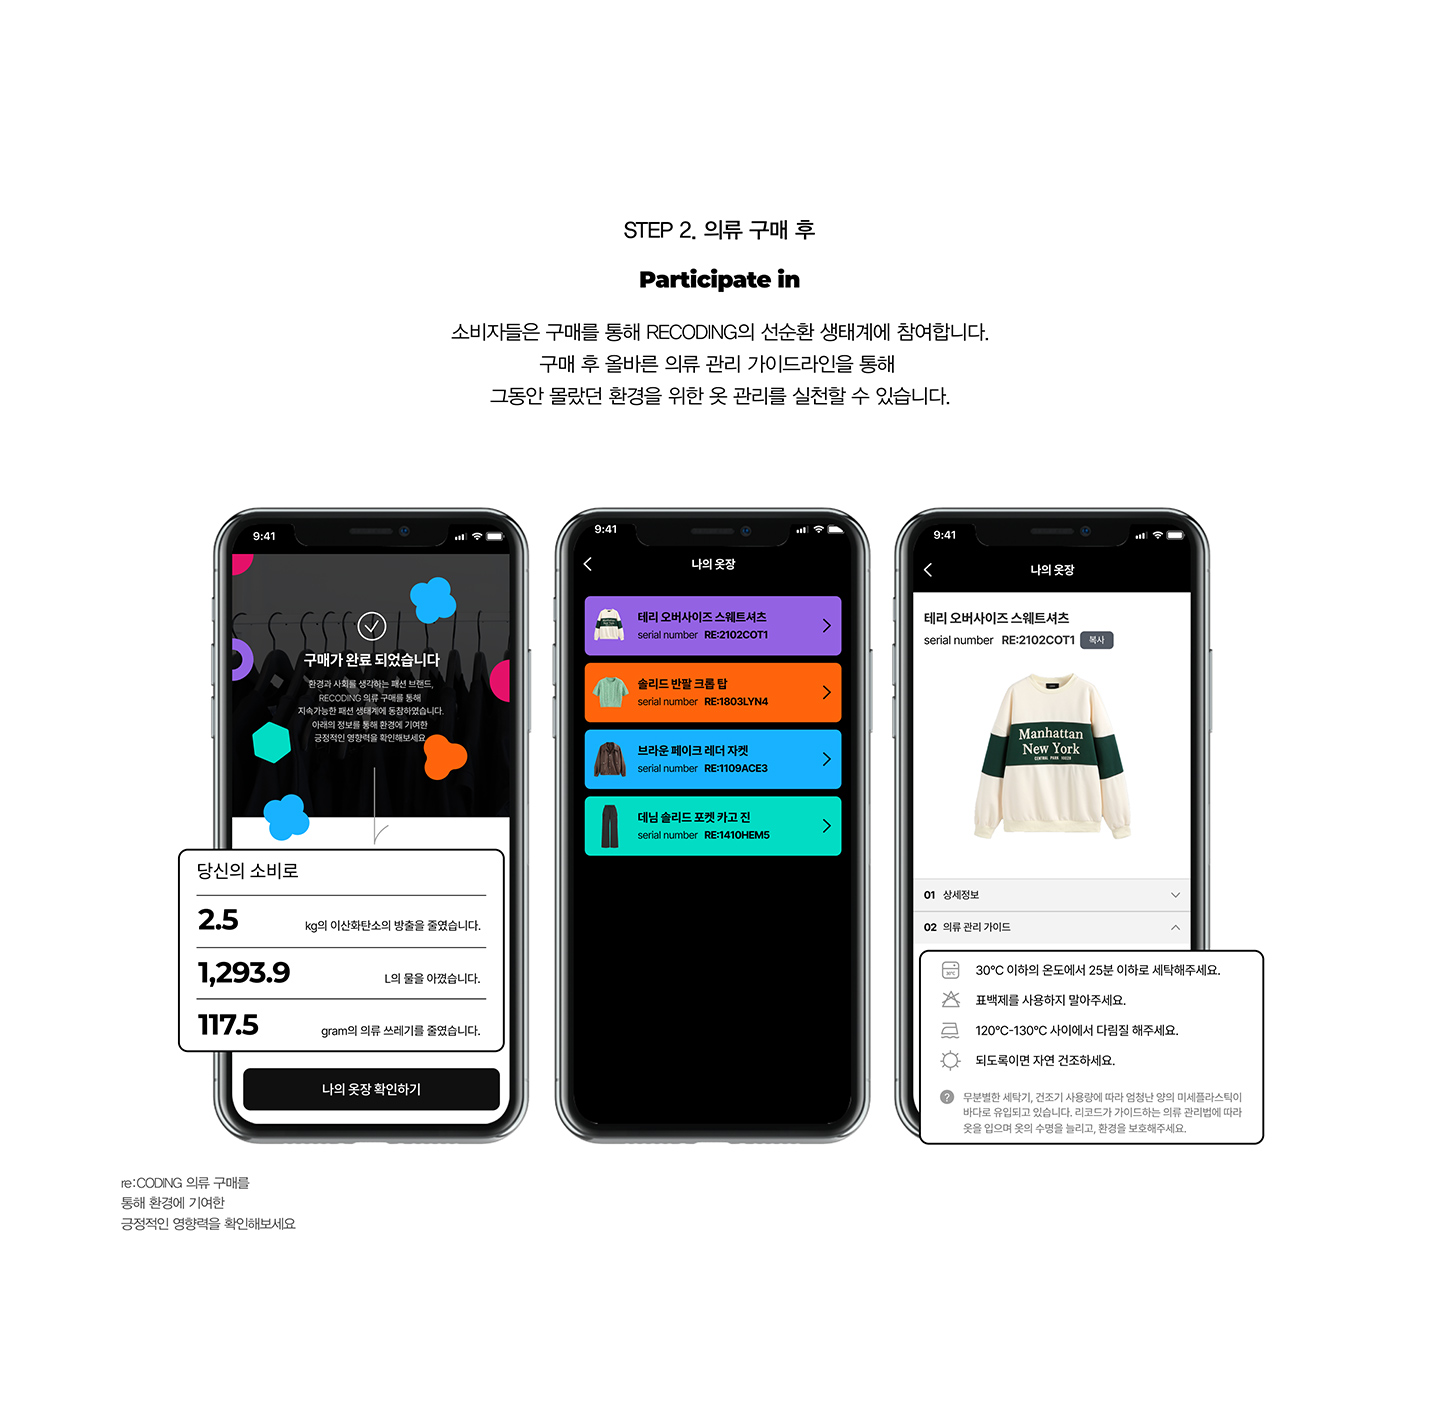 STEP 2. 의류 구매 후
Participate in
소비자들은 구매를 통해 RECODING의 선순환 생태계에 참여합니다.
구매 후 올바른 의류 관리 가이드라인을 통해
그동안 몰랐던 환경을 위한 옷 관리를 실천할 수 있습니다.
9:41
구매가 완료 되었습니다
환경과 사회를 생각하는 패션 브랜드,
RECODING 의류 구매를 통해
지속가능한 패션 생태계에 동참하였습니다.
아래의 정보를 통해 환경에 기여한
긍정적인 영향력을 확인해보세요.
당신의 소비로
2.5 kg의 이산화탄소의 방출을 줄였습니다.
1,293.9 L의 물을 아꼈습니다.
117.5 gram의 의류 쓰레기를 줄였습니다.
나의 옷장 확인하기
9:41
나의 옷장
테리 오버사이즈 스웨트셔츠
serial number RE:2102COT1
솔리드 반팔 크롭 탑
serial number RE:1803LYN4
브라운 페이크 레더 자켓
serial number RE:1109ACE3
데님 솔리드 포켓 카고 진
serial number RE:1410HEM5
9:41
나의 옷장
테리 오버사이즈 스웨트셔츠
serial number RE:2102COT1 복사
Manhattan
New York
01 상세정보
02 의류 관리 가이드
30°C 이하의 온도에서 25분 이하로 세탁해주세요.
표백제를 사용하지 말아주세요.
120°C-130°C 사이에서 다림질 해주세요.
되도록이면 자연 건조하세요.
? 무분별한 세탁기, 건조기 사용량에 따라 엄청난 양의 미세플라스틱이
바다로 유입되고 있습니다. 리코드가 가이드하는 의류 관리법에 따라
옷을 입으며 옷의 수명을 늘리고, 환경을 보호해주세요.
re:CODING 의류 구매를
통해 환경에 기여한
긍정적인 영향력을 확인해보세요